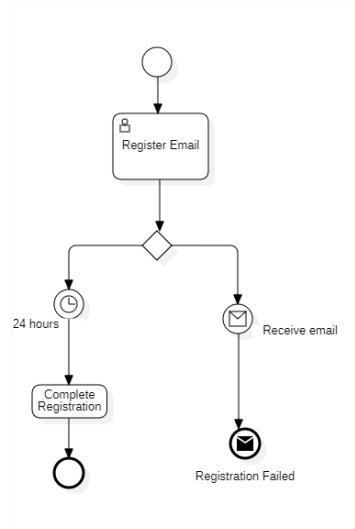 Register Email
24 hours
Receive email
Complete
Registration
Registration Failed